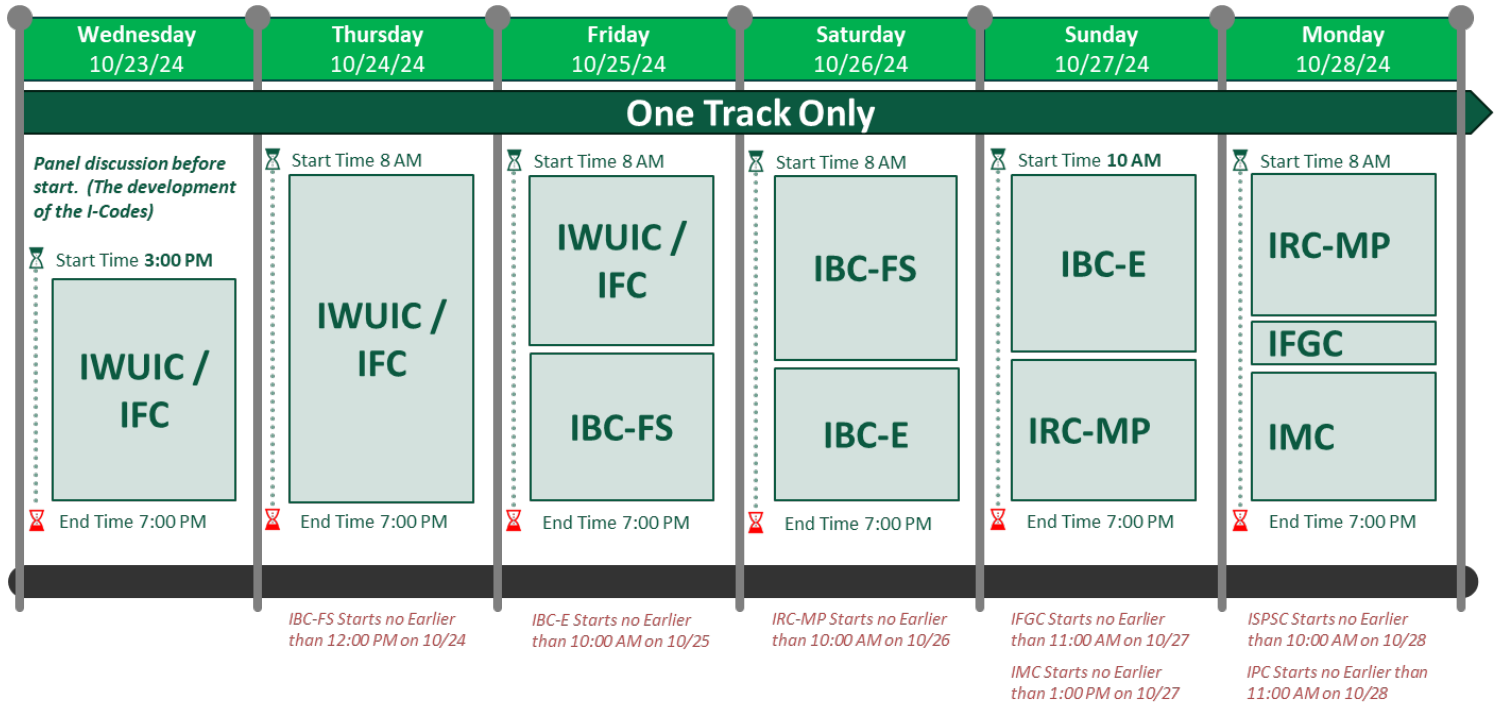 Wednesday
10/23/24
Thursday
10/24/24
Friday
10/25/24
Saturday
10/26/24
Sunday
10/27/24
Monday
10/28/24
One Track Only
Panel discussion before
start.  (The development
of the I-Codes)
Start Time 3:00 PM
IWUIC /
IFC
End Time 7:00 PM
Start Time 8 AM
IWUIC /
IFC
End Time 7:00 PM
IBC-FS Starts no Earlier
than 12:00 PM on 10/24
Start Time 8 AM
IWUIC /
IFC
IBC-FS
End Time 7:00 PM
IBC-E Starts no Earlier
than 10:00 AM on 10/25
Start Time 8 AM
IBC-FS
IBC-E
End Time 7:00 PM
IRC-MP Starts no Earlier
than 10:00 AM on 10/26
Start Time 10 AM
IBC-E
IRC-MP
End Time 7:00 PM
IFGC Starts no Earlier
than 11:00 AM on 10/27
IMC Starts no Earlier
than 1:00 PM on 10/27
Start Time 8 AM
IRC-MP
IFGC
IMC
End Time 7:00 PM
ISPSC Starts no Earlier
than 10:00 AM on 10/28
IPC Starts no Earlier than
11:00 AM on 10/28